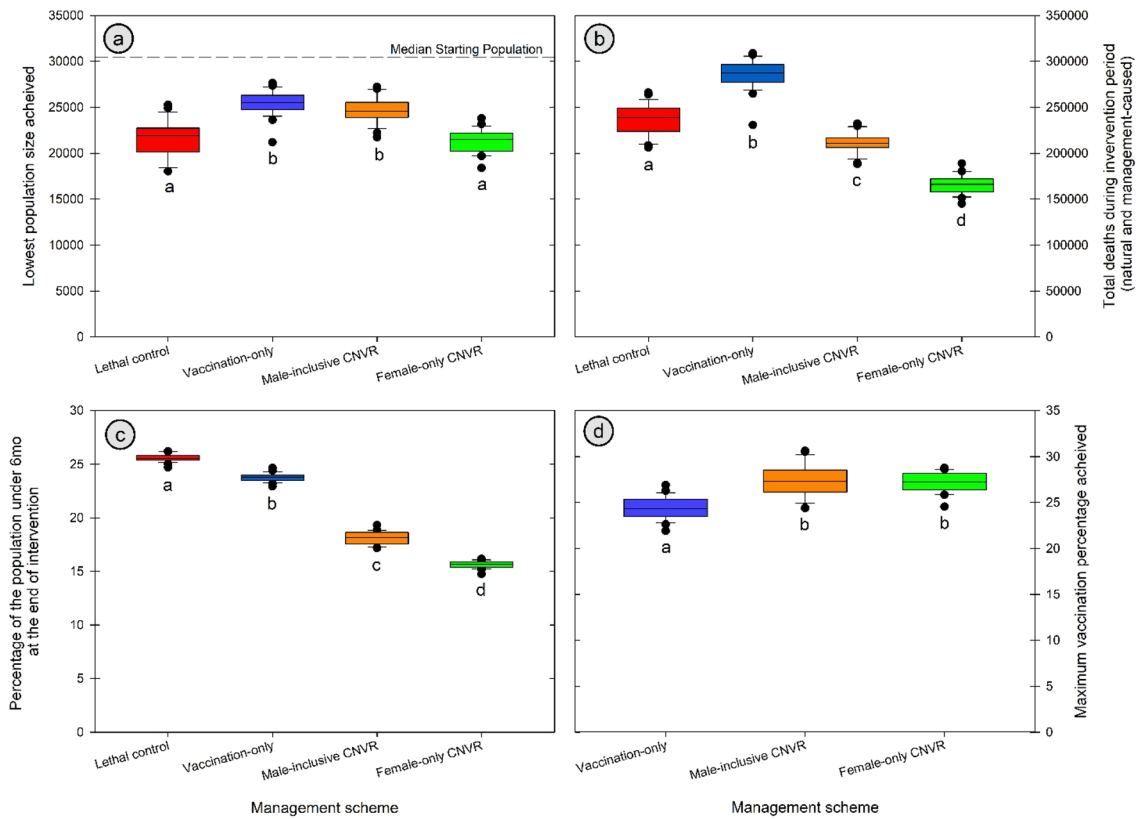 a
Median Starting Population
Lowest population size acheived
35000
30000
25000
20000
15000
10000
5000
0
a
b
b
a
Lethal control
Vaccination-only
Male-inclusive CNVR
Female-only CNVR
b
Total deaths during invervention period
(natural and management-caused)
350000
300000
250000
200000
150000
100000
50000
0
a
b
c
d
Lethal control
Vaccination-only
Male-inclusive CNVR
Female-only CNVR
c
Percentage of the population under 6mo
at the end of intervention
30
25
20
15
10
5
0
a
b
c
d
Lethal control
Vaccination-only
Male-inclusive CNVR
Female-only CNVR
Management scheme
d
Maximum vaccination percentage acheived
35
30
25
20
15
10
5
0
a
b
b
Vaccination-only
Male-inclusive CNVR
Female-only CNVR
Management scheme